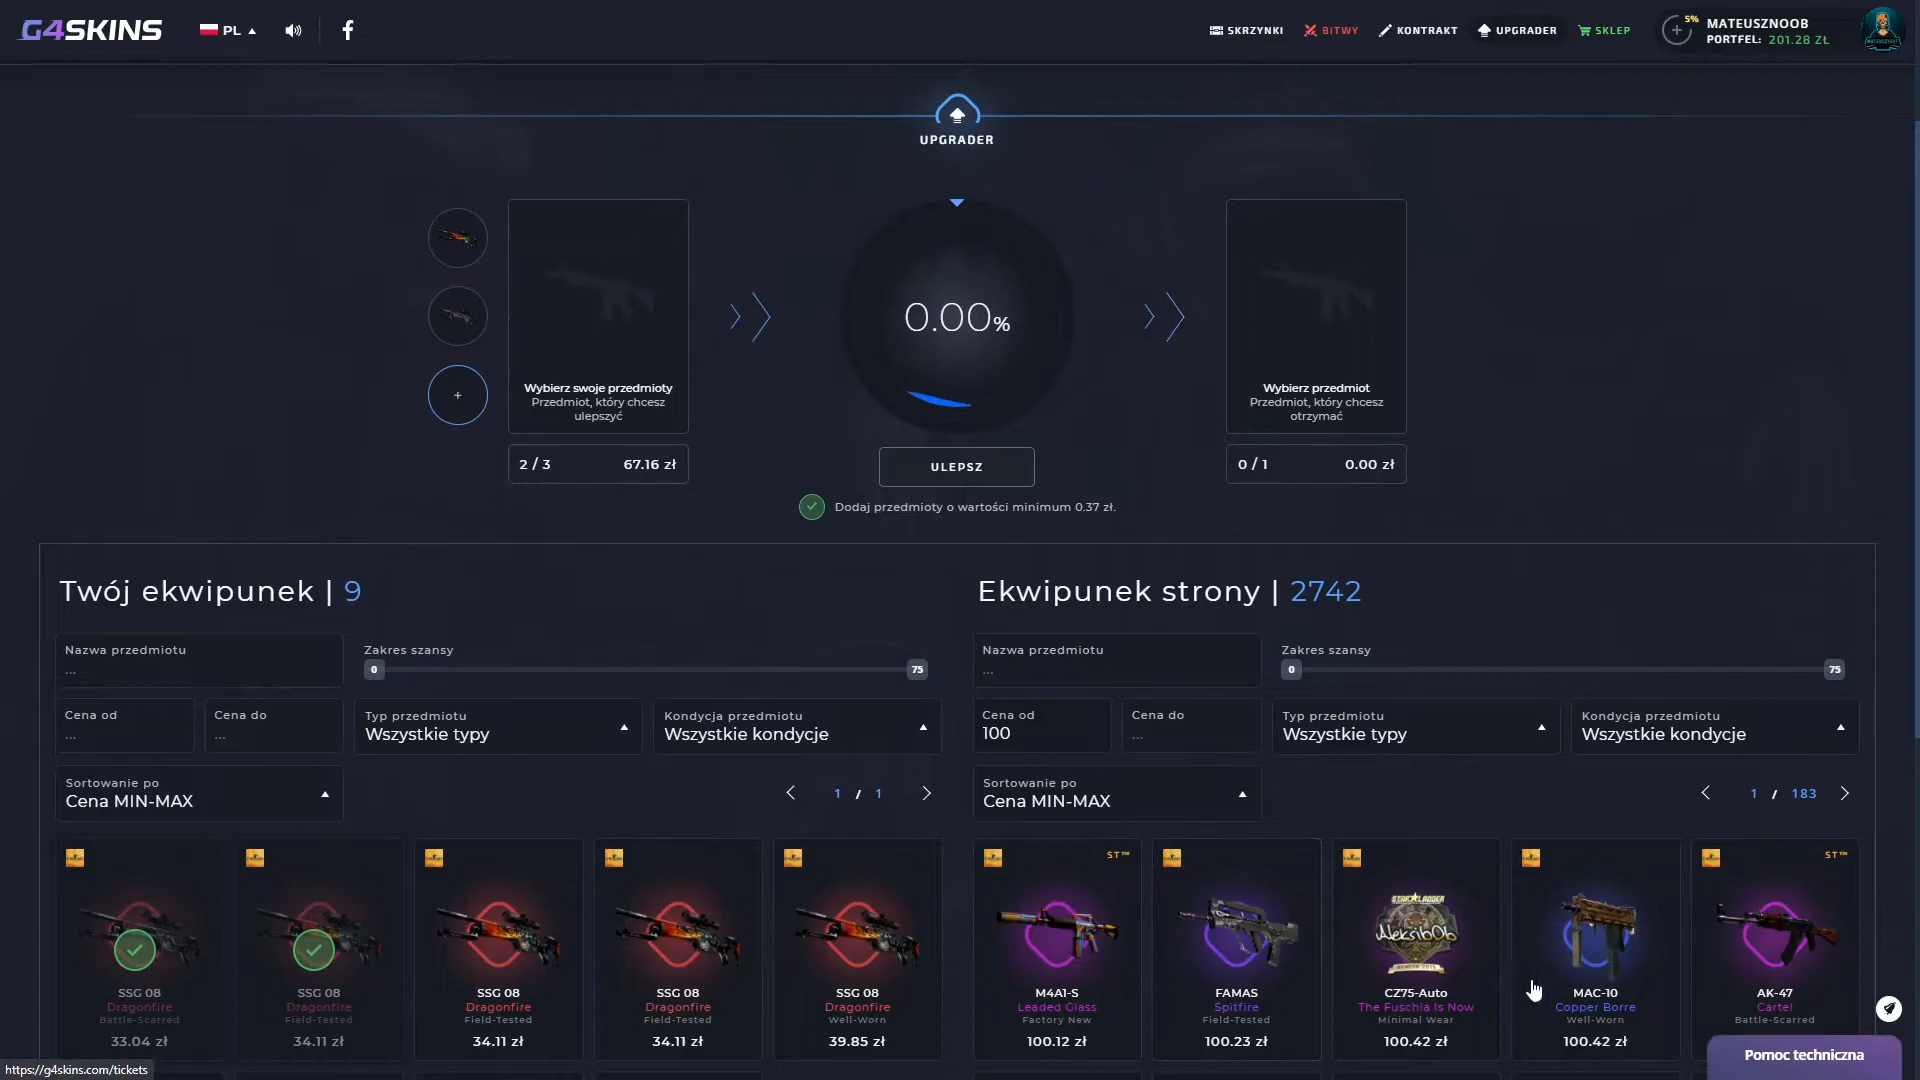 G4SKINS
PL
SKRZYNKI
BITWY
KONTRAKT
UPGRADER
SKLEP
5%
MATEUSZNOOB
PORTFEL: 201.28 ZŁ
UPGRADER
Wybierz swoje przedmioty
Przedmiot, który chcesz
ulepszyć
2 / 3
67.16 zł
0.00%
ULEPSZ
Dodaj przedmioty o wartości minimum 0.37 zł.
Wybierz przedmiot
Przedmiot, który chcesz
otrzymać
0 / 1
0.00 zł
Twój ekwipunek | 9
Nazwa przedmiotu
...
Zakres szansy
0
75
Cena od
...
Cena do
...
Typ przedmiotu
Wszystkie typy
Kondycja przedmiotu
Wszystkie kondycje
Sortowanie po
Cena MIN-MAX
1 / 1
SSG 08
Dragonfire
Battle-Scarred
33.04 zł
SSG 08
Dragonfire
Field-Tested
34.11 zł
SSG 08
Dragonfire
Field-Tested
34.11 zł
SSG 08
Dragonfire
Field-Tested
34.11 zł
SSG 08
Dragonfire
Well-Worn
39.85 zł
Ekwipunek strony | 2742
Nazwa przedmiotu
...
Zakres szansy
0
75
Cena od
100
Cena do
...
Typ przedmiotu
Wszystkie typy
Kondycja przedmiotu
Wszystkie kondycje
Sortowanie po
Cena MIN-MAX
1 / 183
ST™
M4A1-S
Leaded Glass
Factory New
100.12 zł
FAMAS
Spitfire
Field-Tested
100.23 zł
CZ75-Auto
The Fuschia Is Now
Minimal Wear
100.42 zł
MAC-10
Copper Borre
Well-Worn
100.42 zł
ST™
AK-47
Cartel
Battle-Scarred
Pomoc techniczna
https://g4skins.com/tickets